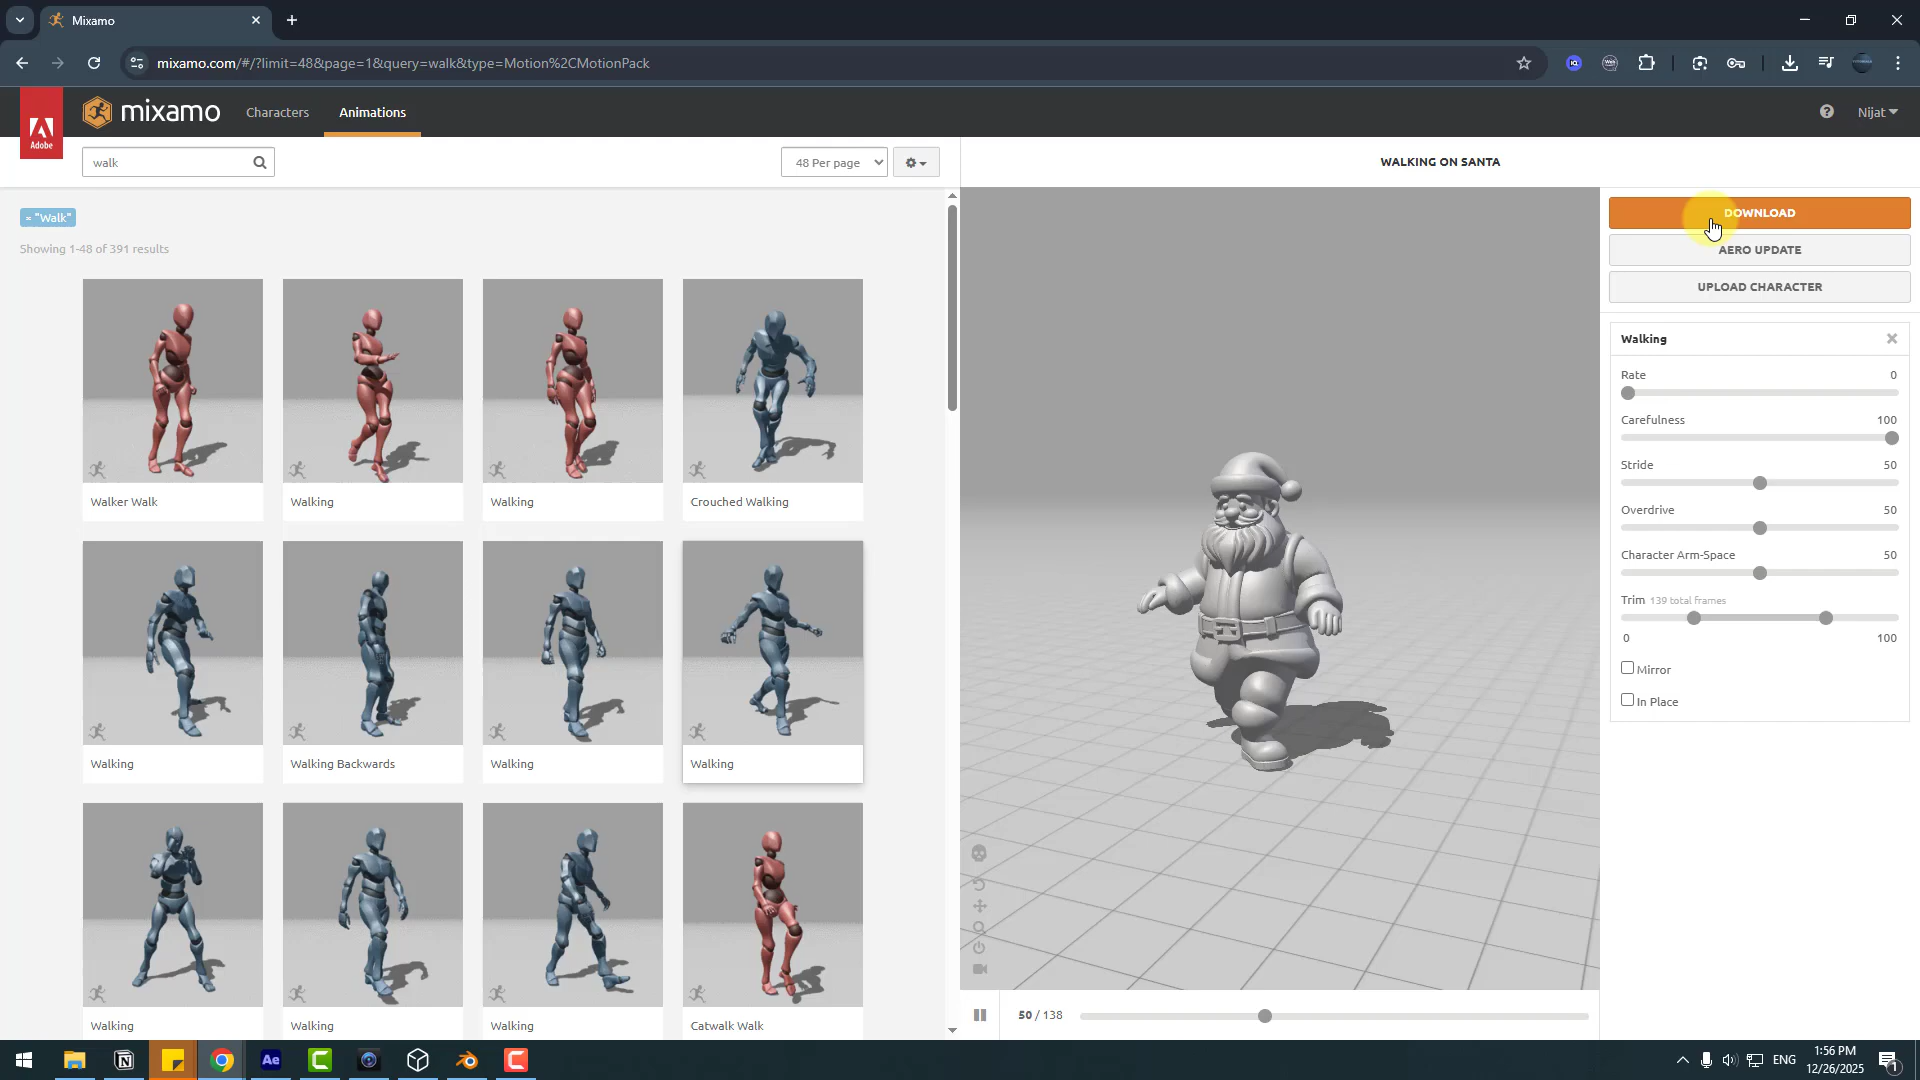 Mixamo
mixamo.com/#/?limit=48&page=1&query=walk&type=Motion%2CMotionPack
Adobe
mixamo
Characters
Animations
Nijat
walk
48 Per page
WALKING ON SANTA
× "Walk"
Showing 1-48 of 391 results
Walker Walk
Walking
Walking
Crouched Walking
Walking
Walking Backwards
Walking
Walking
Walking
Walking
Walking
Catwalk Walk
50 / 138
DOWNLOAD
AERO UPDATE
UPLOAD CHARACTER
Walking
Rate 0
Carefulness 100
Stride 50
Overdrive 50
Character Arm-Space 50
Trim 139 total frames
0 100
Mirror
In Place
Ae
ENG
1:56 PM
12/26/2025
1